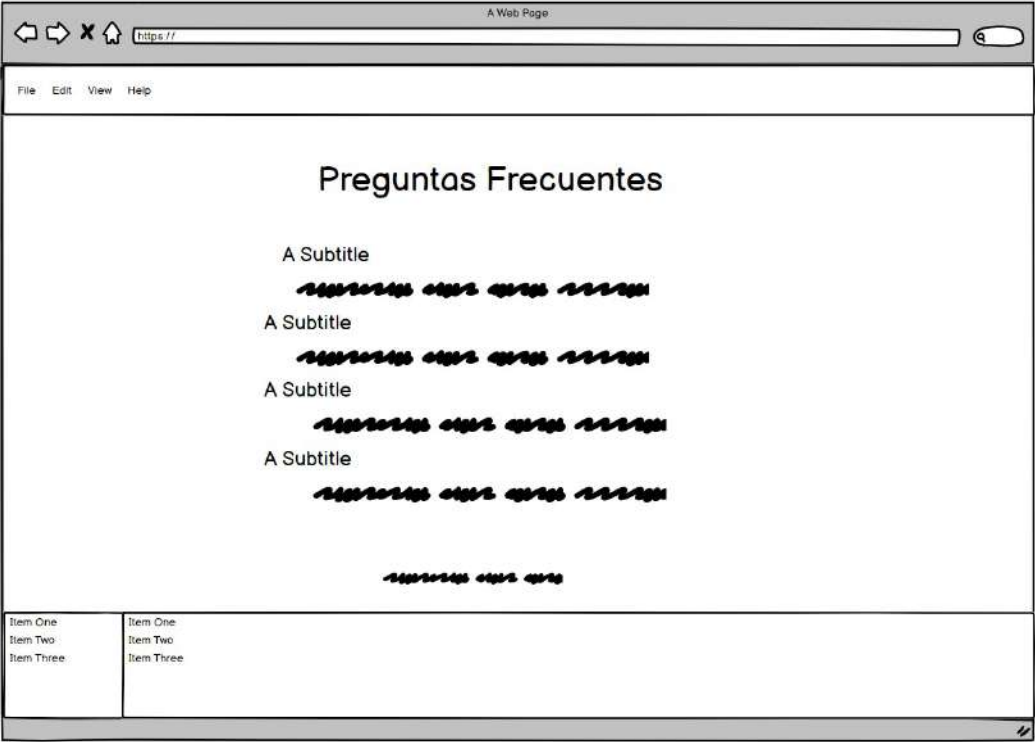 A Web Page
https://
File Edit View Help
Preguntas Frecuentes
A Subtitle
A Subtitle
A Subtitle
A Subtitle
Item One
Item Two
Item Three
Item One
Item Two
Item Three